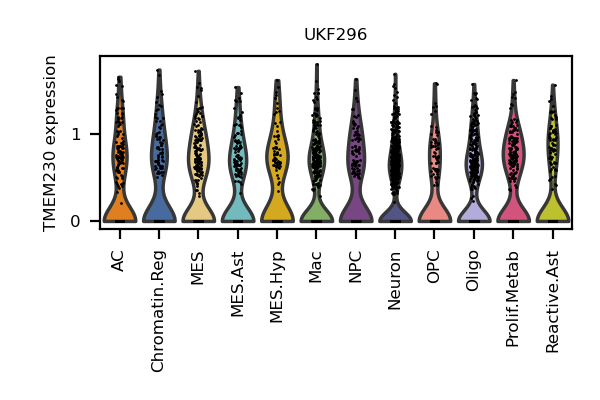 UKF296
TMEM230 expression
1
0
AC
Chromatin.Reg
MES
MES.Ast
MES.Hyp
Mac
NPC
Neuron
OPC
Oligo
Prolif.Metab
Reactive.Ast